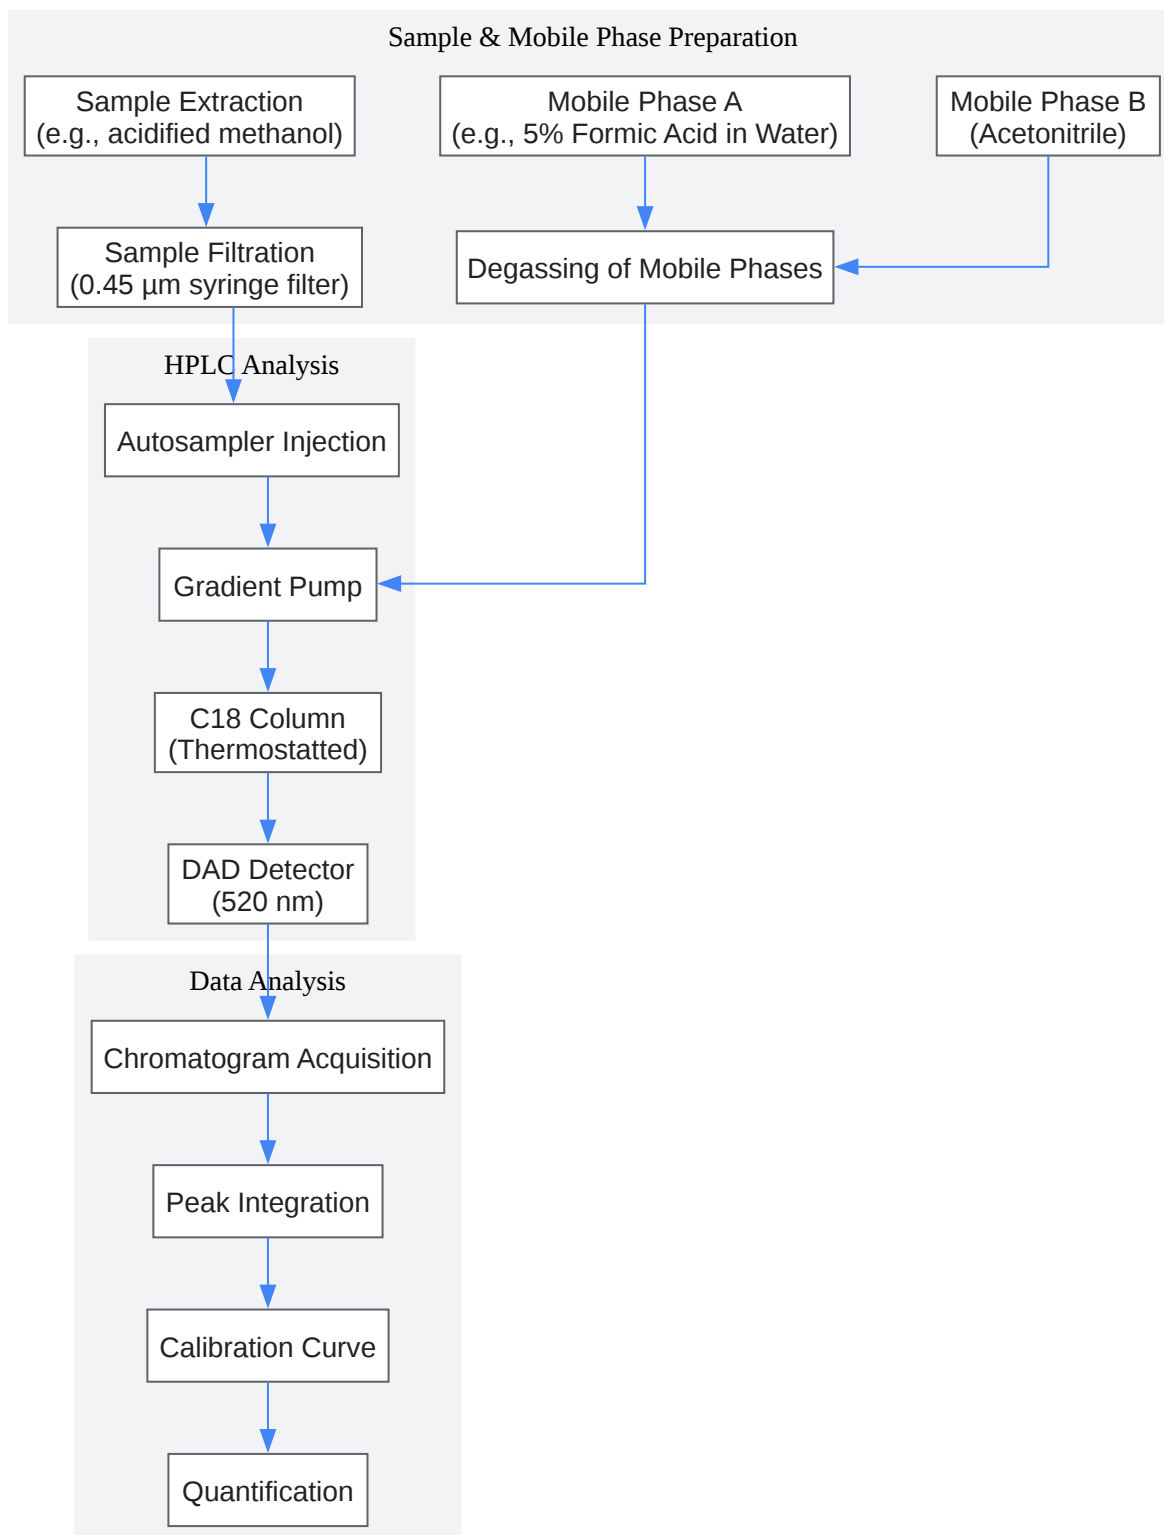 Sample & Mobile Phase Preparation
Sample Extraction
(e.g., acidified methanol)
Mobile Phase A
(e.g., 5% Formic Acid in Water)
Mobile Phase B
(Acetonitrile)
Sample Filtration
(0.45 µm syringe filter)
Degassing of Mobile Phases
HPLC Analysis
Autosampler Injection
Gradient Pump
C18 Column
(Thermostatted)
DAD Detector
(520 nm)
Data Analysis
Chromatogram Acquisition
Peak Integration
Calibration Curve
Quantification